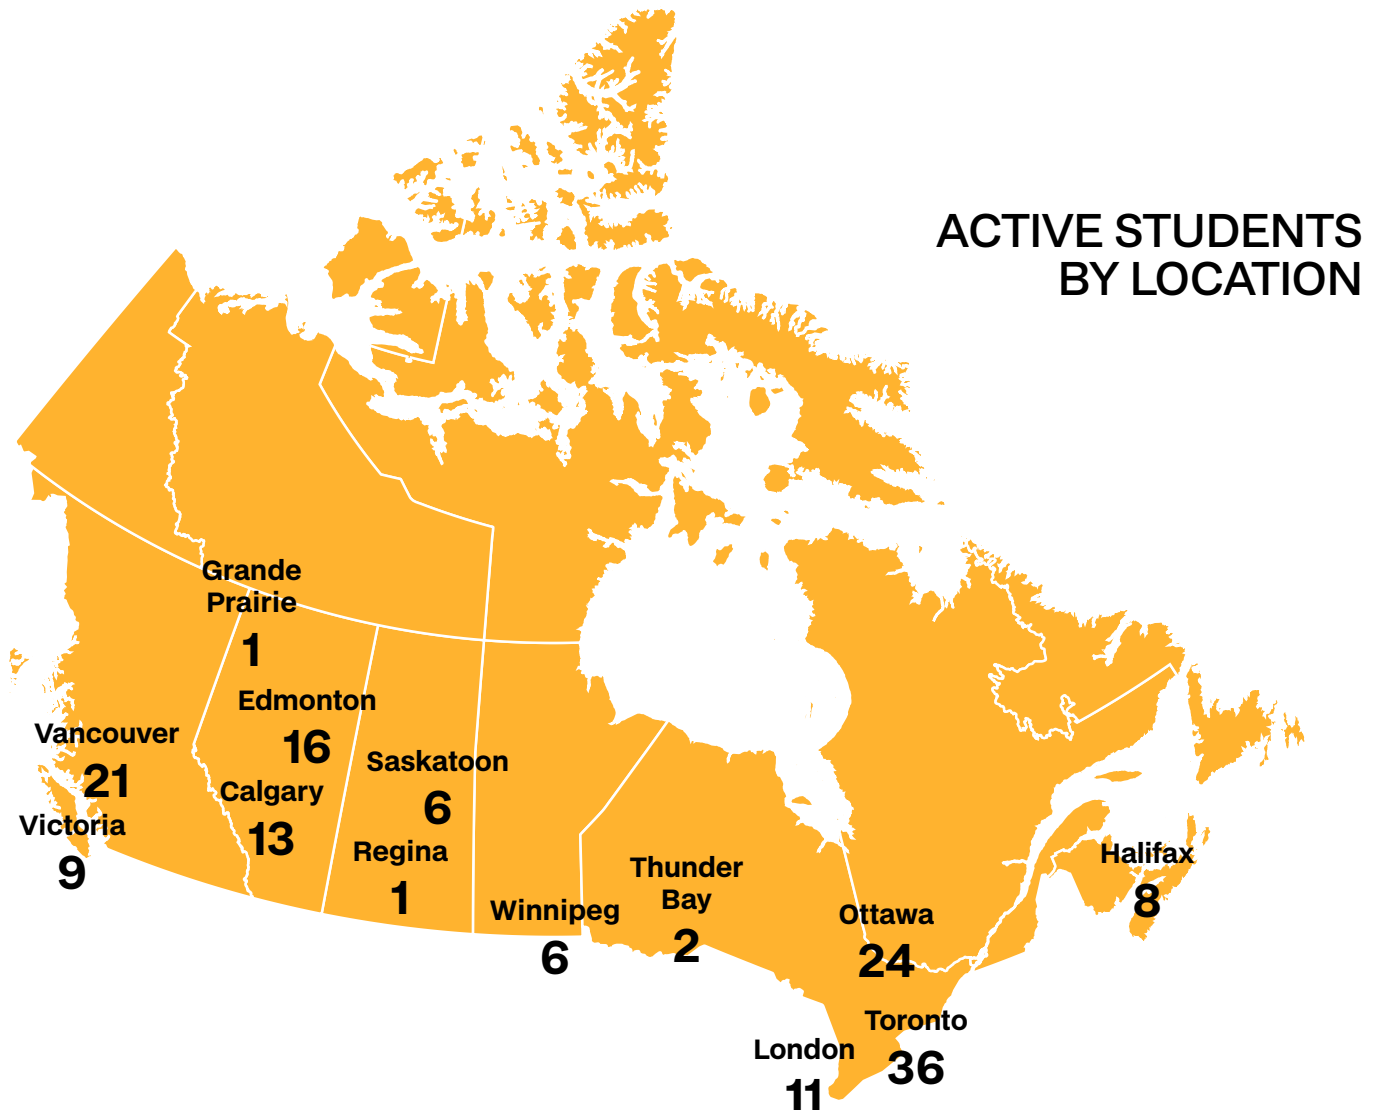 ACTIVE STUDENTS
BY LOCATION
Grande
Prairie
1
Edmonton
16
Vancouver
21
Saskatoon
6
Calgary
13
Victoria
9
Regina
1
Halifax
8
Thunder
Bay
2
Winnipeg
6
Ottawa
24
Toronto
36
London
11